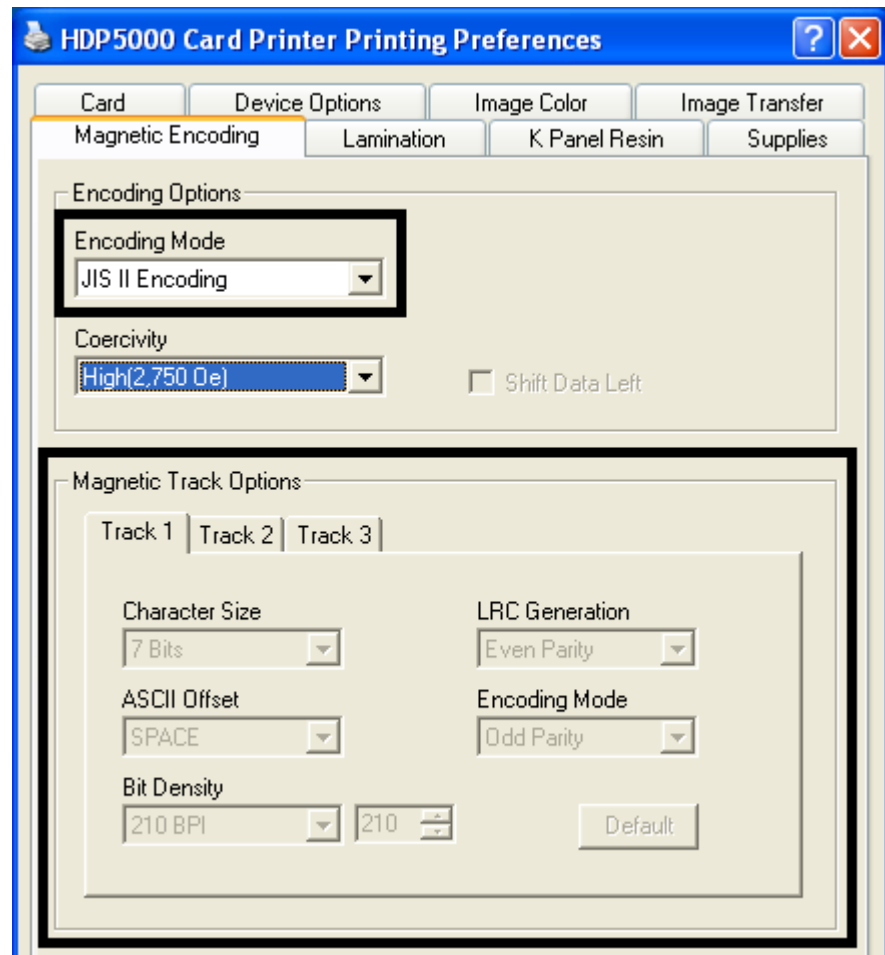 HDP5000 Card Printer Printing Preferences
Card Device Options Image Color Image Transfer
Magnetic Encoding Lamination K Panel Resin Supplies
Encoding Options
Encoding Mode
JIS II Encoding
Coercivity
High(2,750 Oe)
Shift Data Left
Magnetic Track Options
Track 1 Track 2 Track 3
Character Size LRC Generation
7 Bits Even Parity
ASCII Offset Encoding Mode
SPACE Odd Parity
Bit Density
210 BPI 210 Default